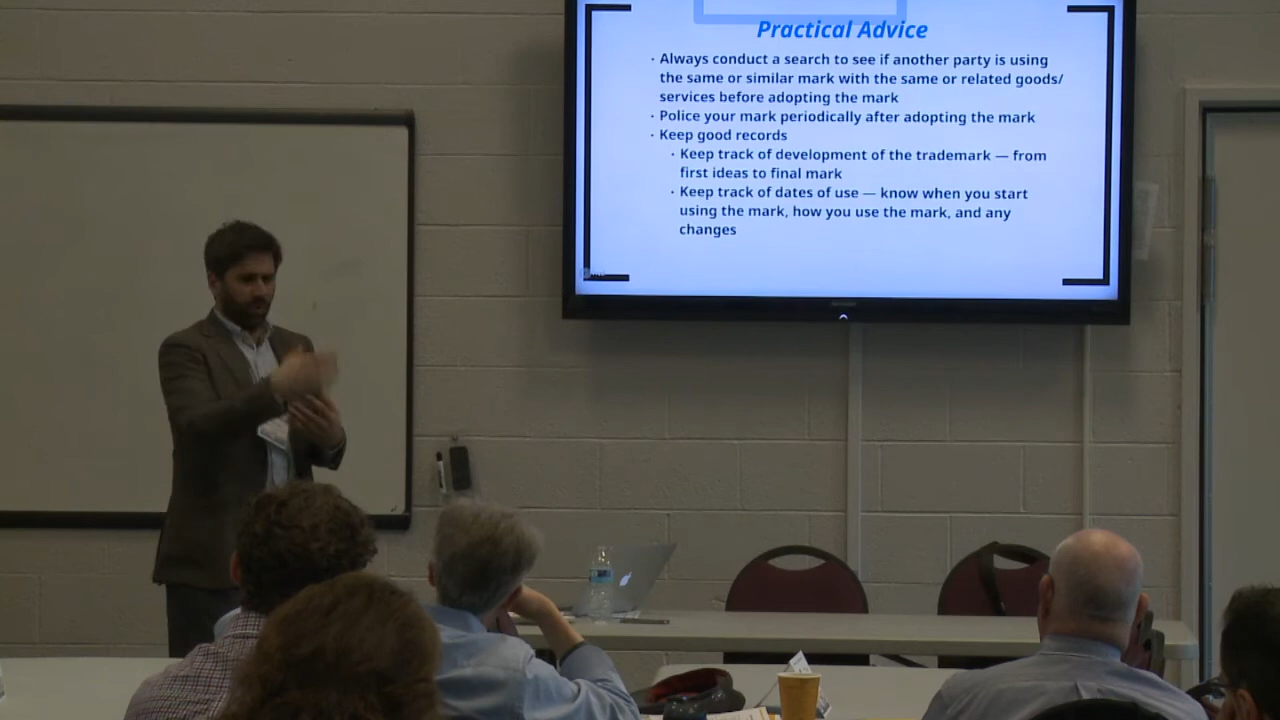 Practical Advice
· Always conduct a search to see if another party is using
the same or similar mark with the same or related goods/
services before adopting the mark
· Police your mark periodically after adopting the mark
· Keep good records
· Keep track of development of the trademark — from
first ideas to final mark
· Keep track of dates of use — know when you start
using the mark, how you use the mark, and any
changes